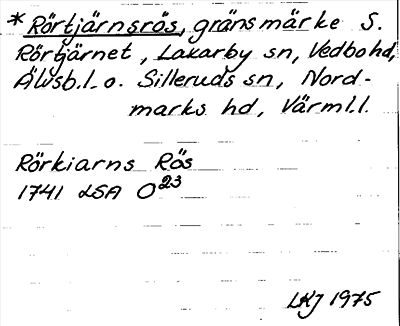 * Rörtjärnsrös, gränsmärke S.
Rörtjärnet, Laxarby sn, Vedbo hd,
Älvsb. l. o. Silleruds sn, Nord-
marks hd, Värml. l.
Rörkiarns Rös
1741 LSA O23
LKJ 1975